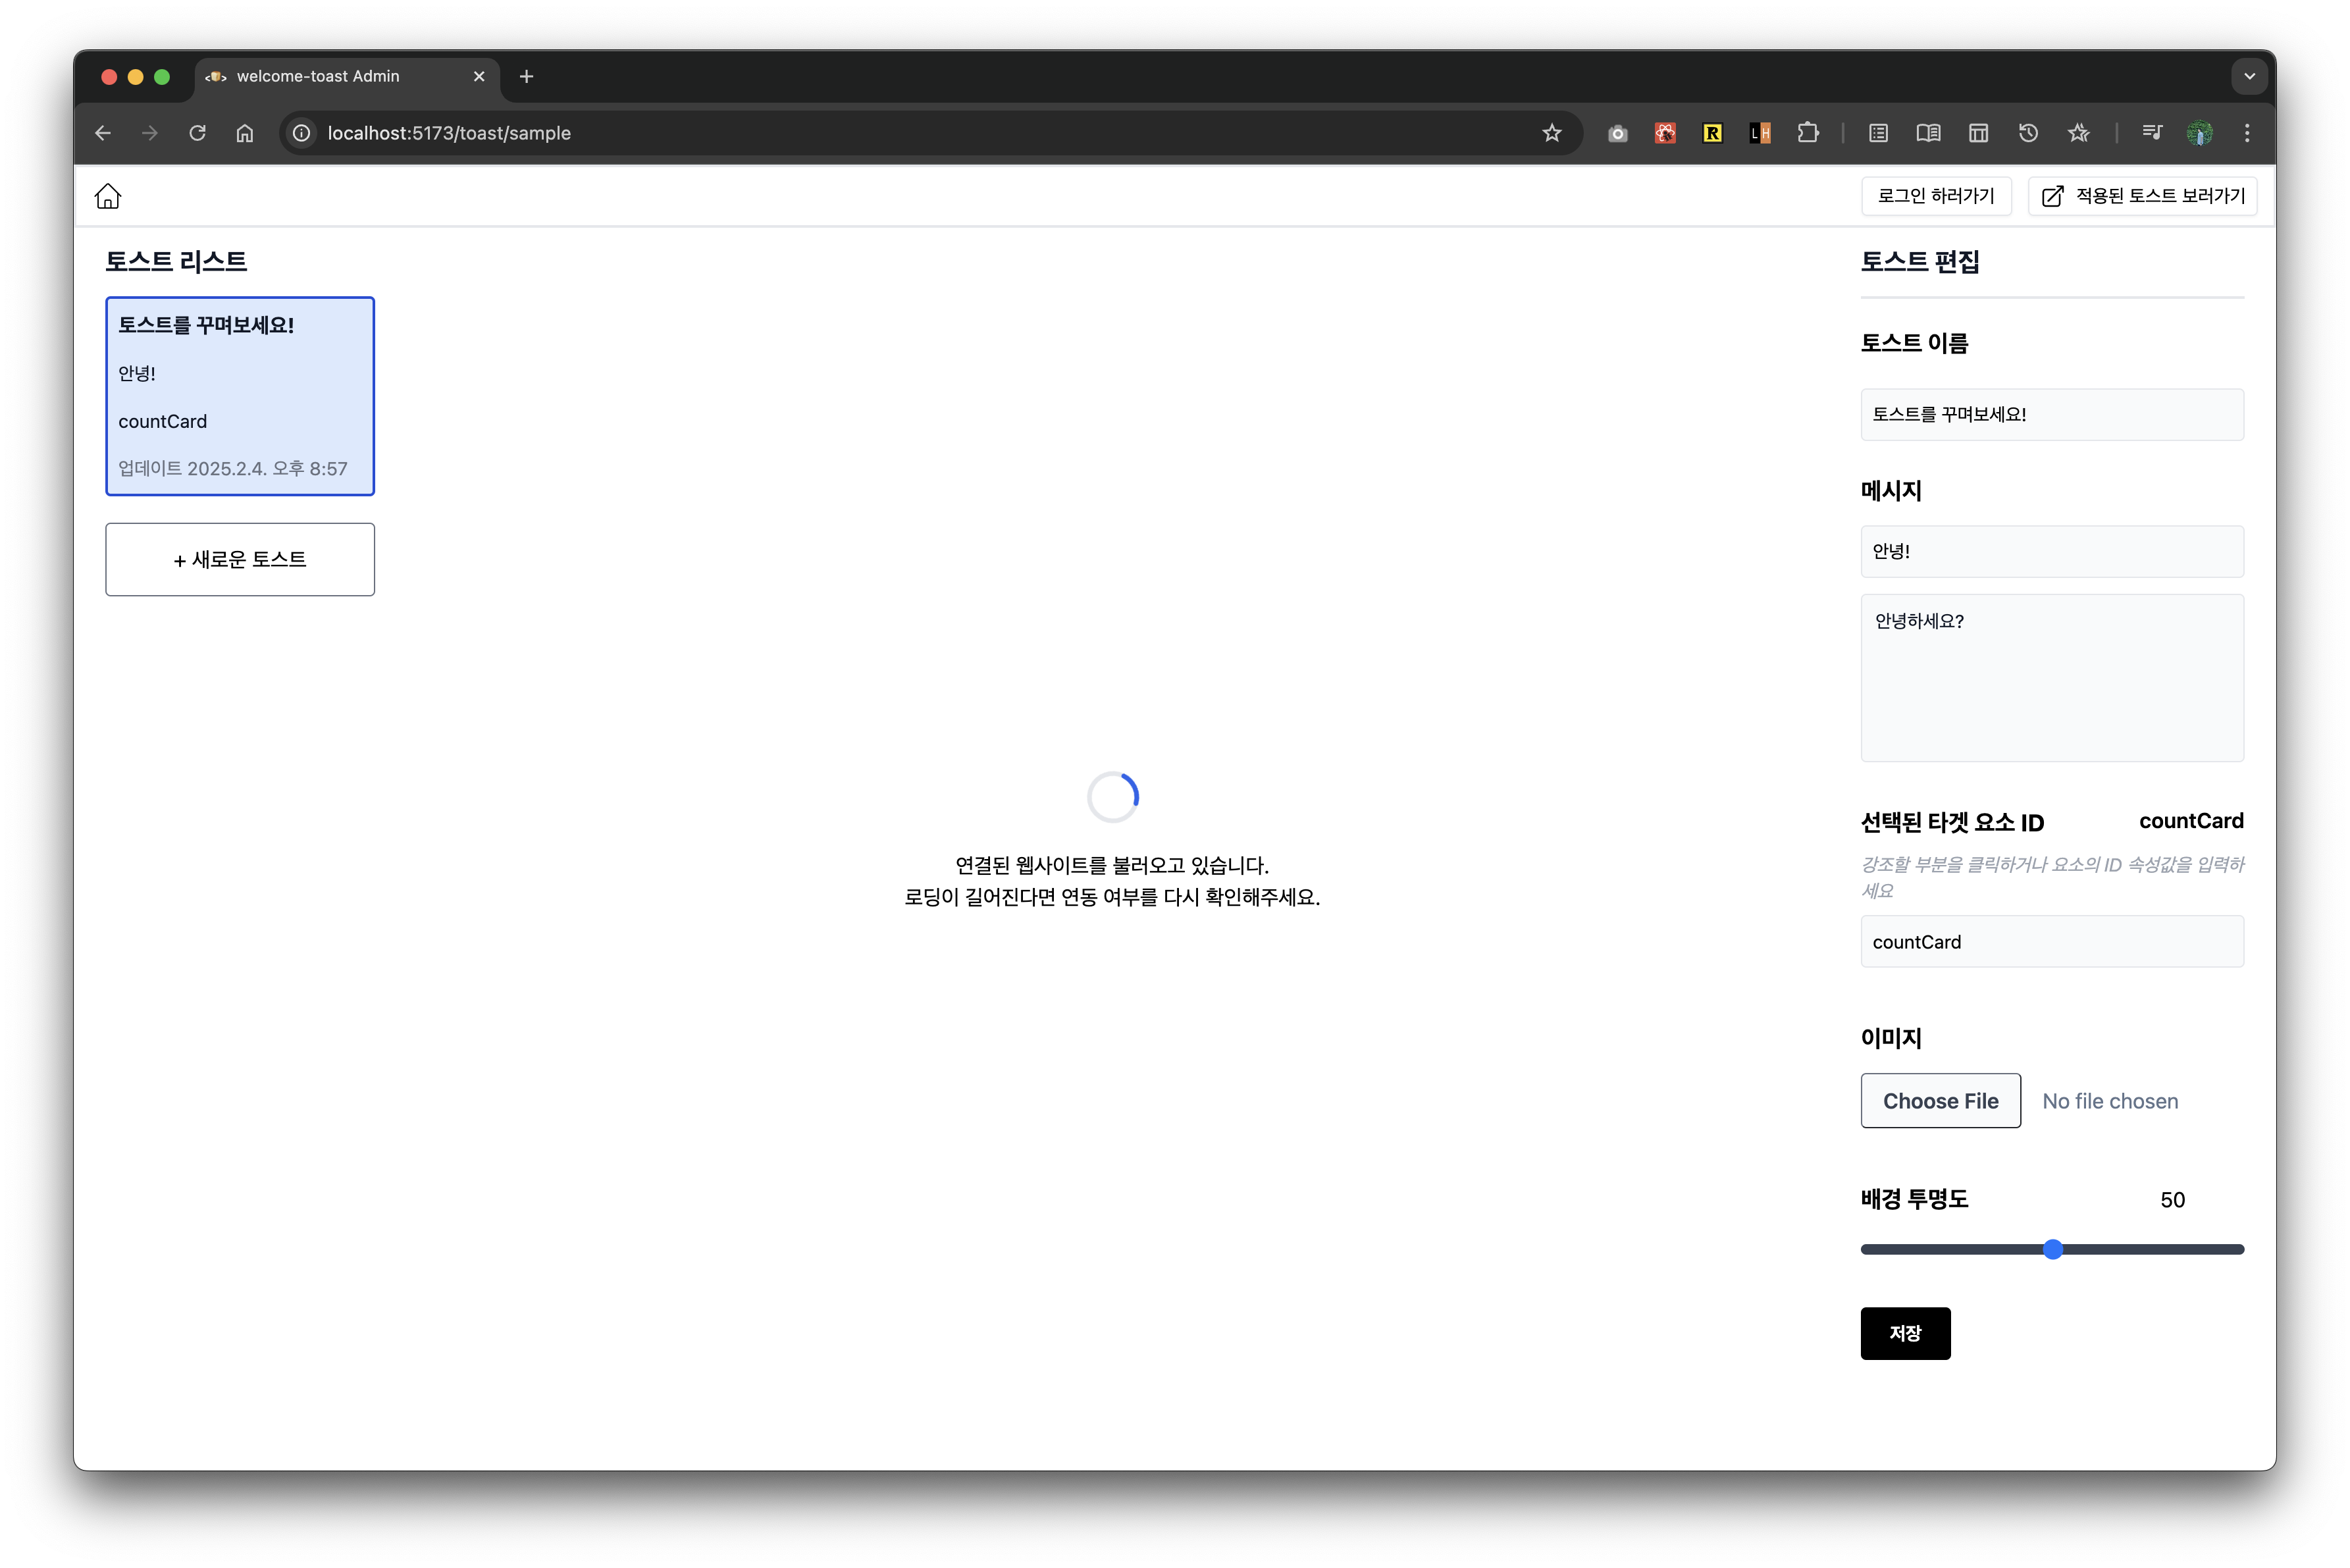 welcome-toast Admin
localhost:5173/toast/sample
로그인 하러가기
적용된 토스트 보러가기
토스트 리스트
토스트를 꾸며보세요!
안녕!
countCard
업데이트 2025.2.4. 오후 8:57
+ 새로운 토스트
연결된 웹사이트를 불러오고 있습니다.
로딩이 길어진다면 연동 여부를 다시 확인해주세요.
토스트 편집
토스트 이름
토스트를 꾸며보세요!
메시지
안녕!
안녕하세요?
선택된 타겟 요소 ID countCard
강조할 부분을 클릭하거나 요소의 ID 속성값을 입력하
세요
countCard
이미지
Choose File No file chosen
배경 투명도 50
저장